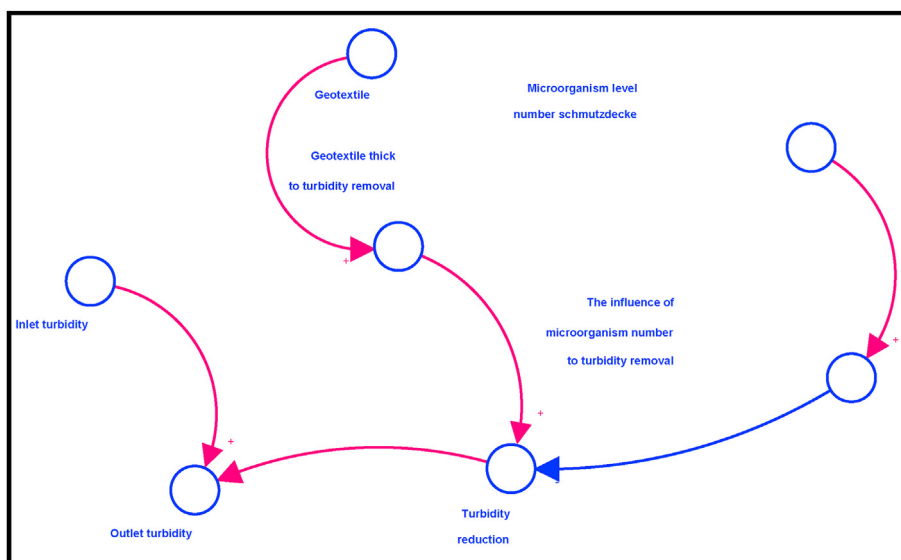 Geotextile
Microorganism level
number schmutzdecke
Geotextile thick
to turbidity removal
+
Inlet turbidity
The influence of
microorganism number
to turbidity removal
+
+
+
Outlet turbidity
Turbidity
reduction